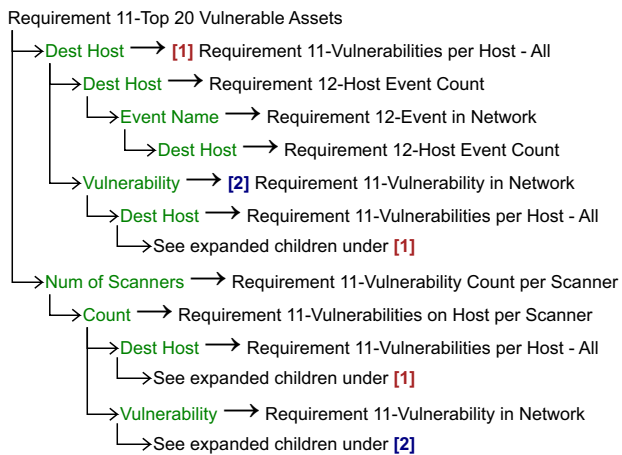 Requirement 11-Top 20 Vulnerable Assets
Dest Host → [1] Requirement 11-Vulnerabilities per Host - All
Dest Host → Requirement 12-Host Event Count
Event Name → Requirement 12-Event in Network
Dest Host → Requirement 12-Host Event Count
Vulnerability → [2] Requirement 11-Vulnerability in Network
Dest Host → Requirement 11-Vulnerabilities per Host - All
See expanded children under [1]
Num of Scanners → Requirement 11-Vulnerability Count per Scanner
Count → Requirement 11-Vulnerabilities on Host per Scanner
Dest Host → Requirement 11-Vulnerabilities per Host - All
See expanded children under [1]
Vulnerability → Requirement 11-Vulnerability in Network
See expanded children under [2]